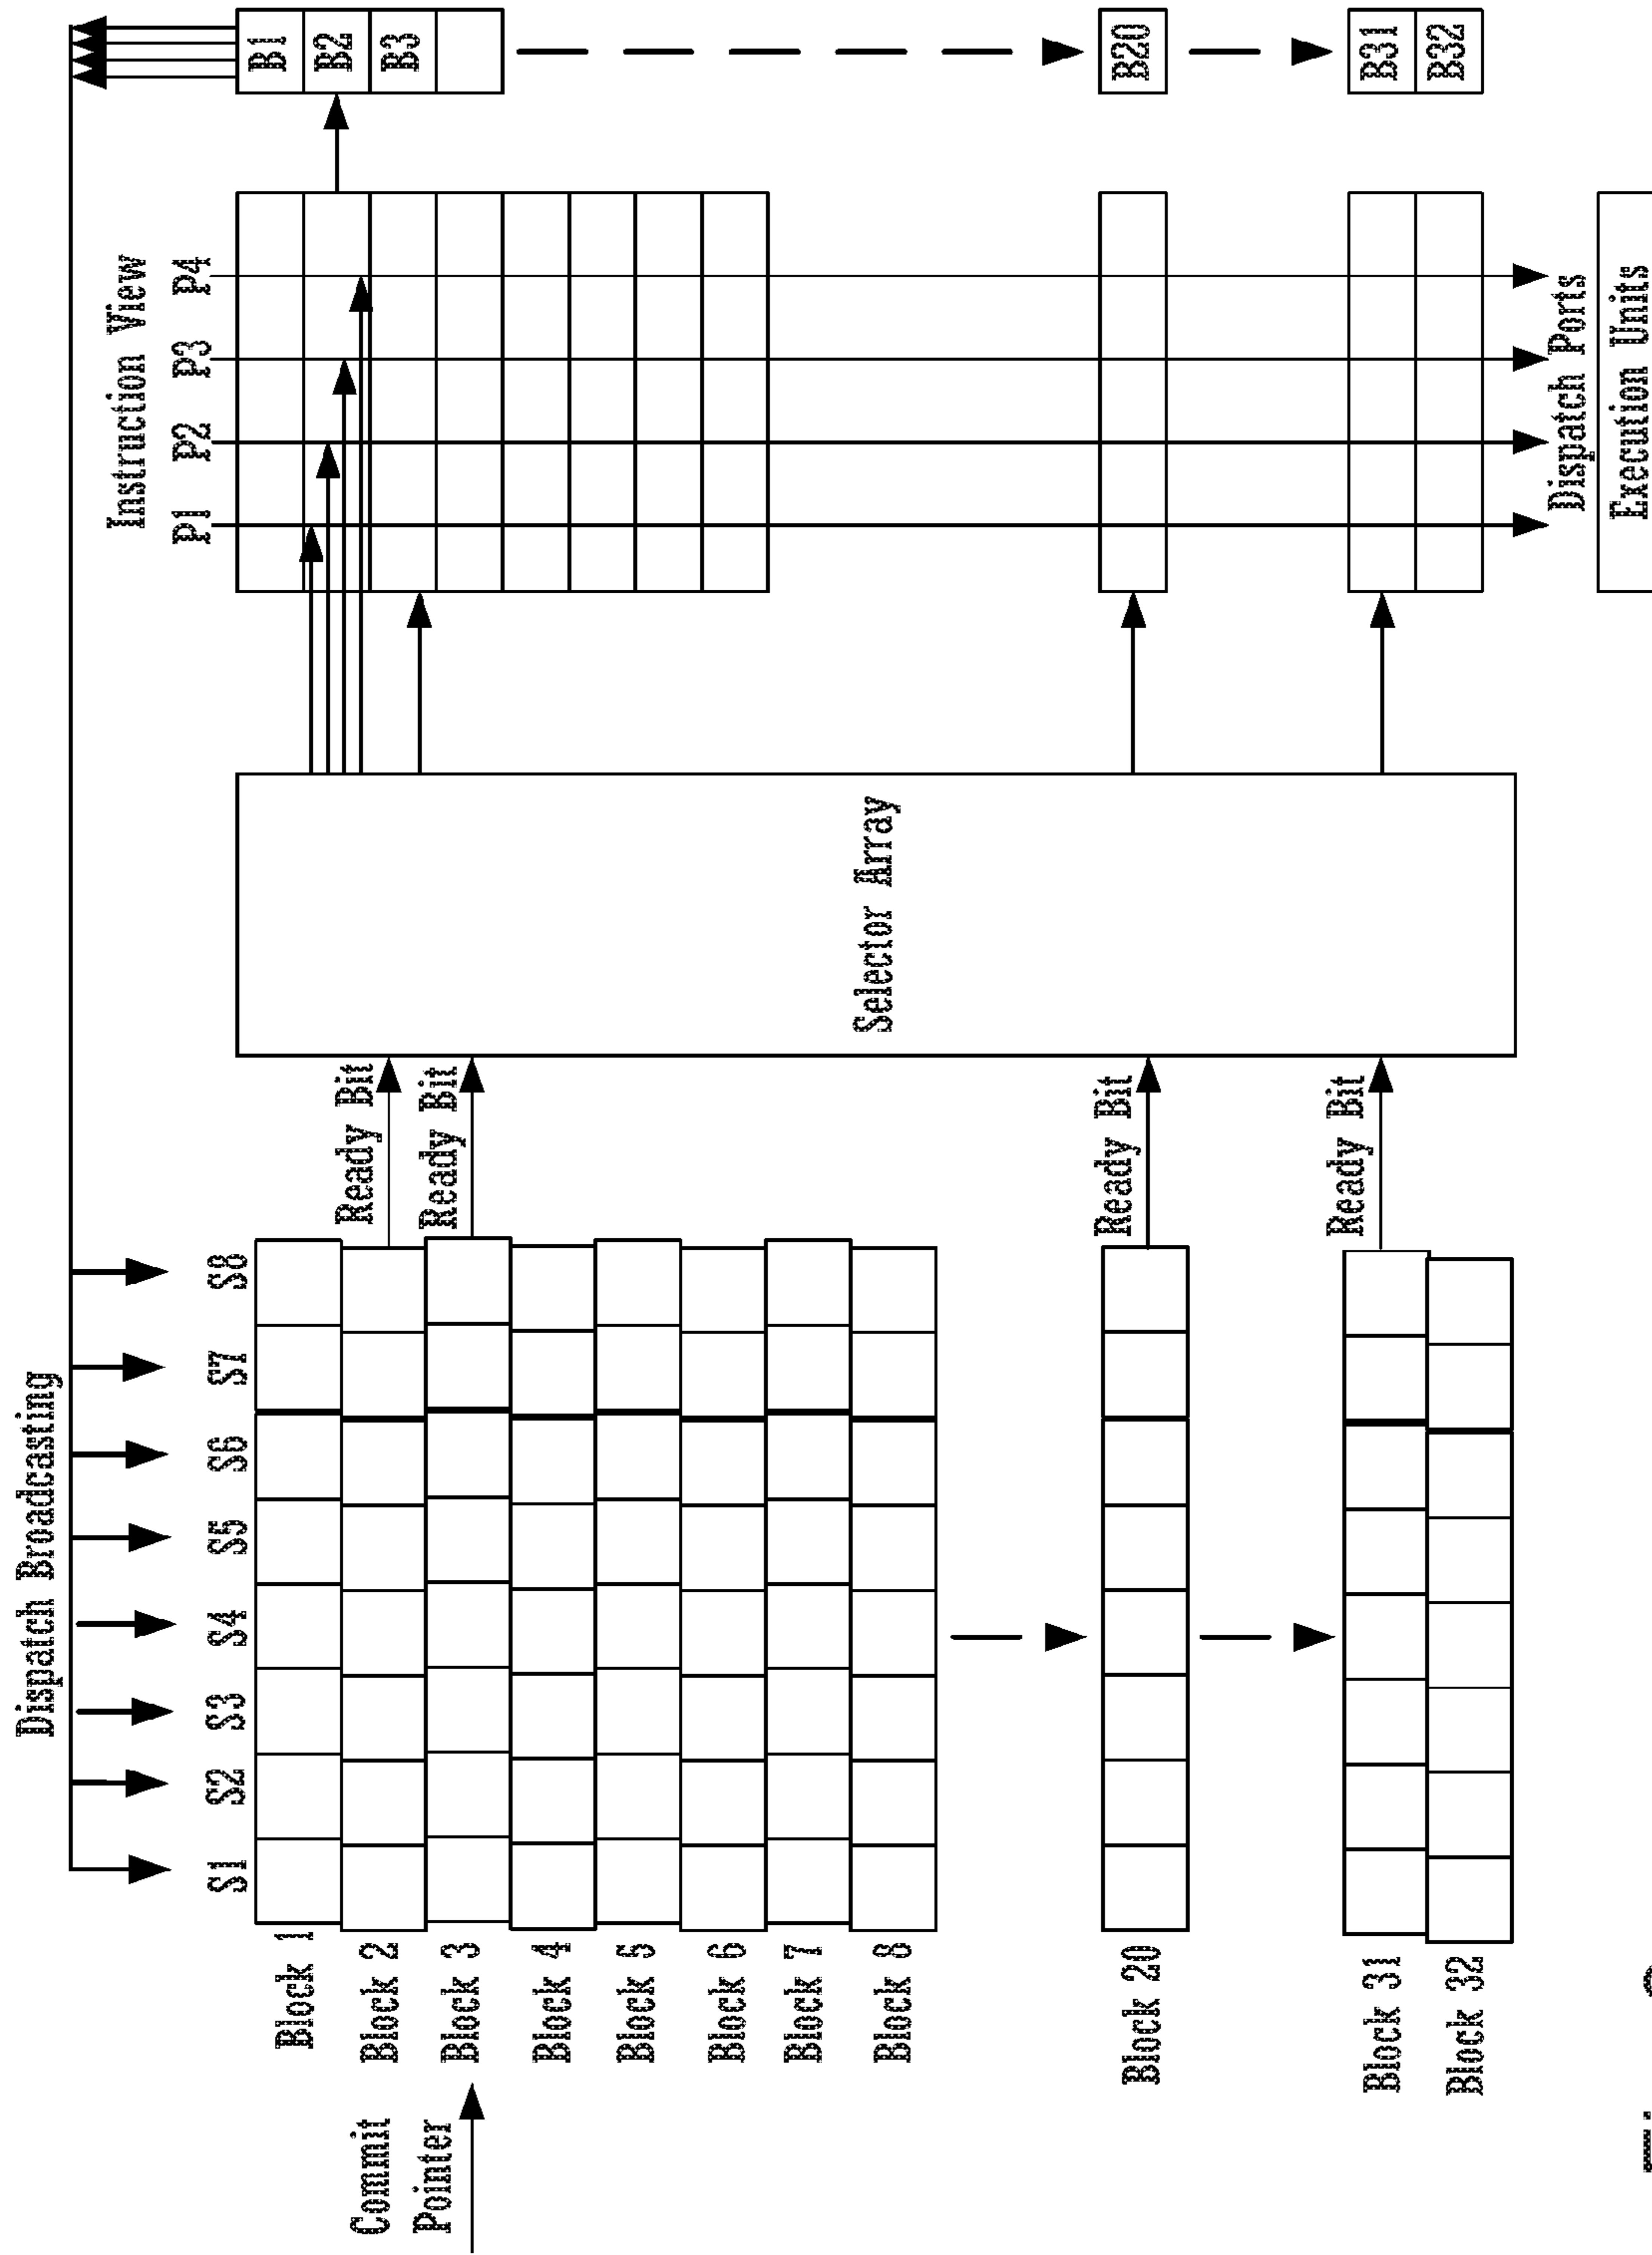 Dispatch Broadcasting
S1 S2 S3 S4 S5 S6 S7 S8
Instruction View
P1 P2 P3 P4
Block 1
Block 2
Block 3
Block 4
Block 5
Block 6
Block 7
Block 8
Block 20
Block 31
Block 32
Commit
Pointer
Ready Bit
Ready Bit
Ready Bit
Ready Bit
Selector Array
B1
B2
B3
B20
B31
B32
Dispatch Ports
Execution Units